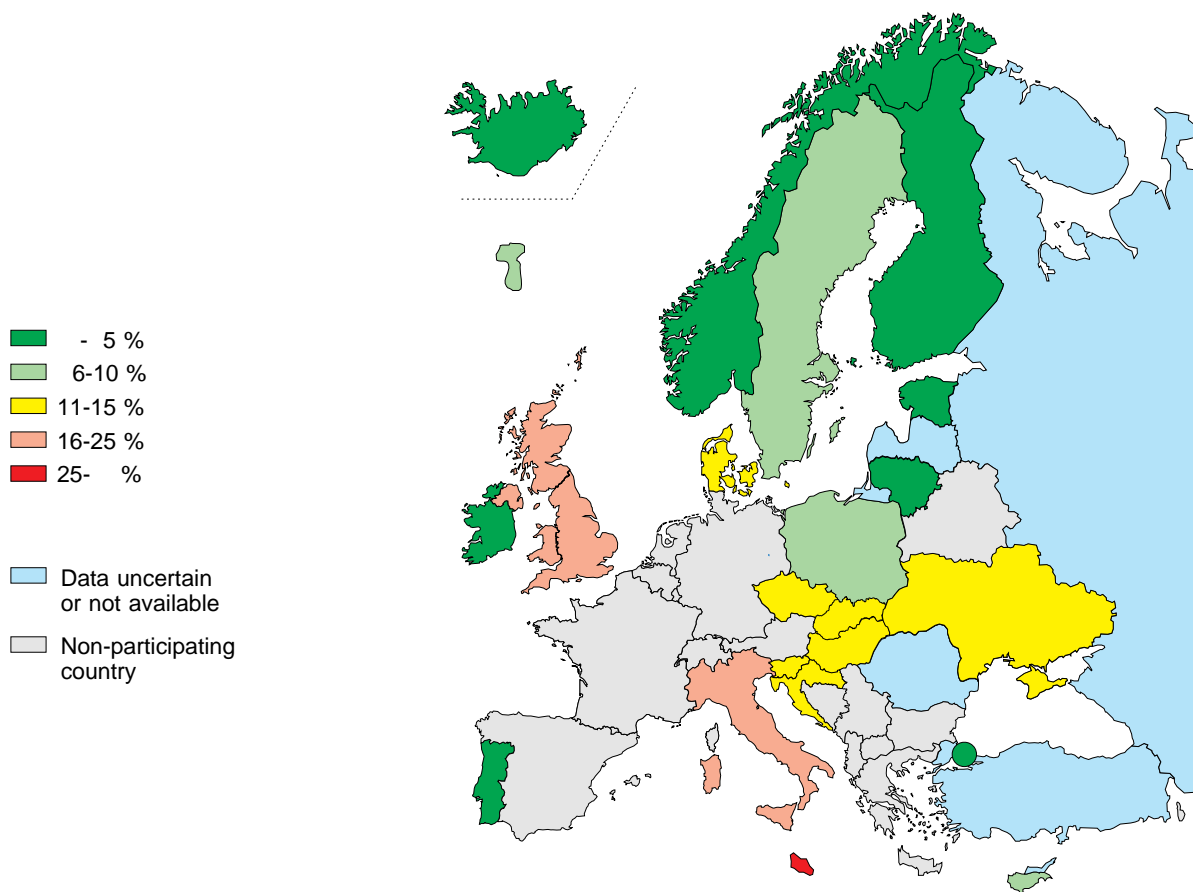 - 5 %
6-10 %
11-15 %
16-25 %
25- %
Data uncertain
or not available
Non-participating
country